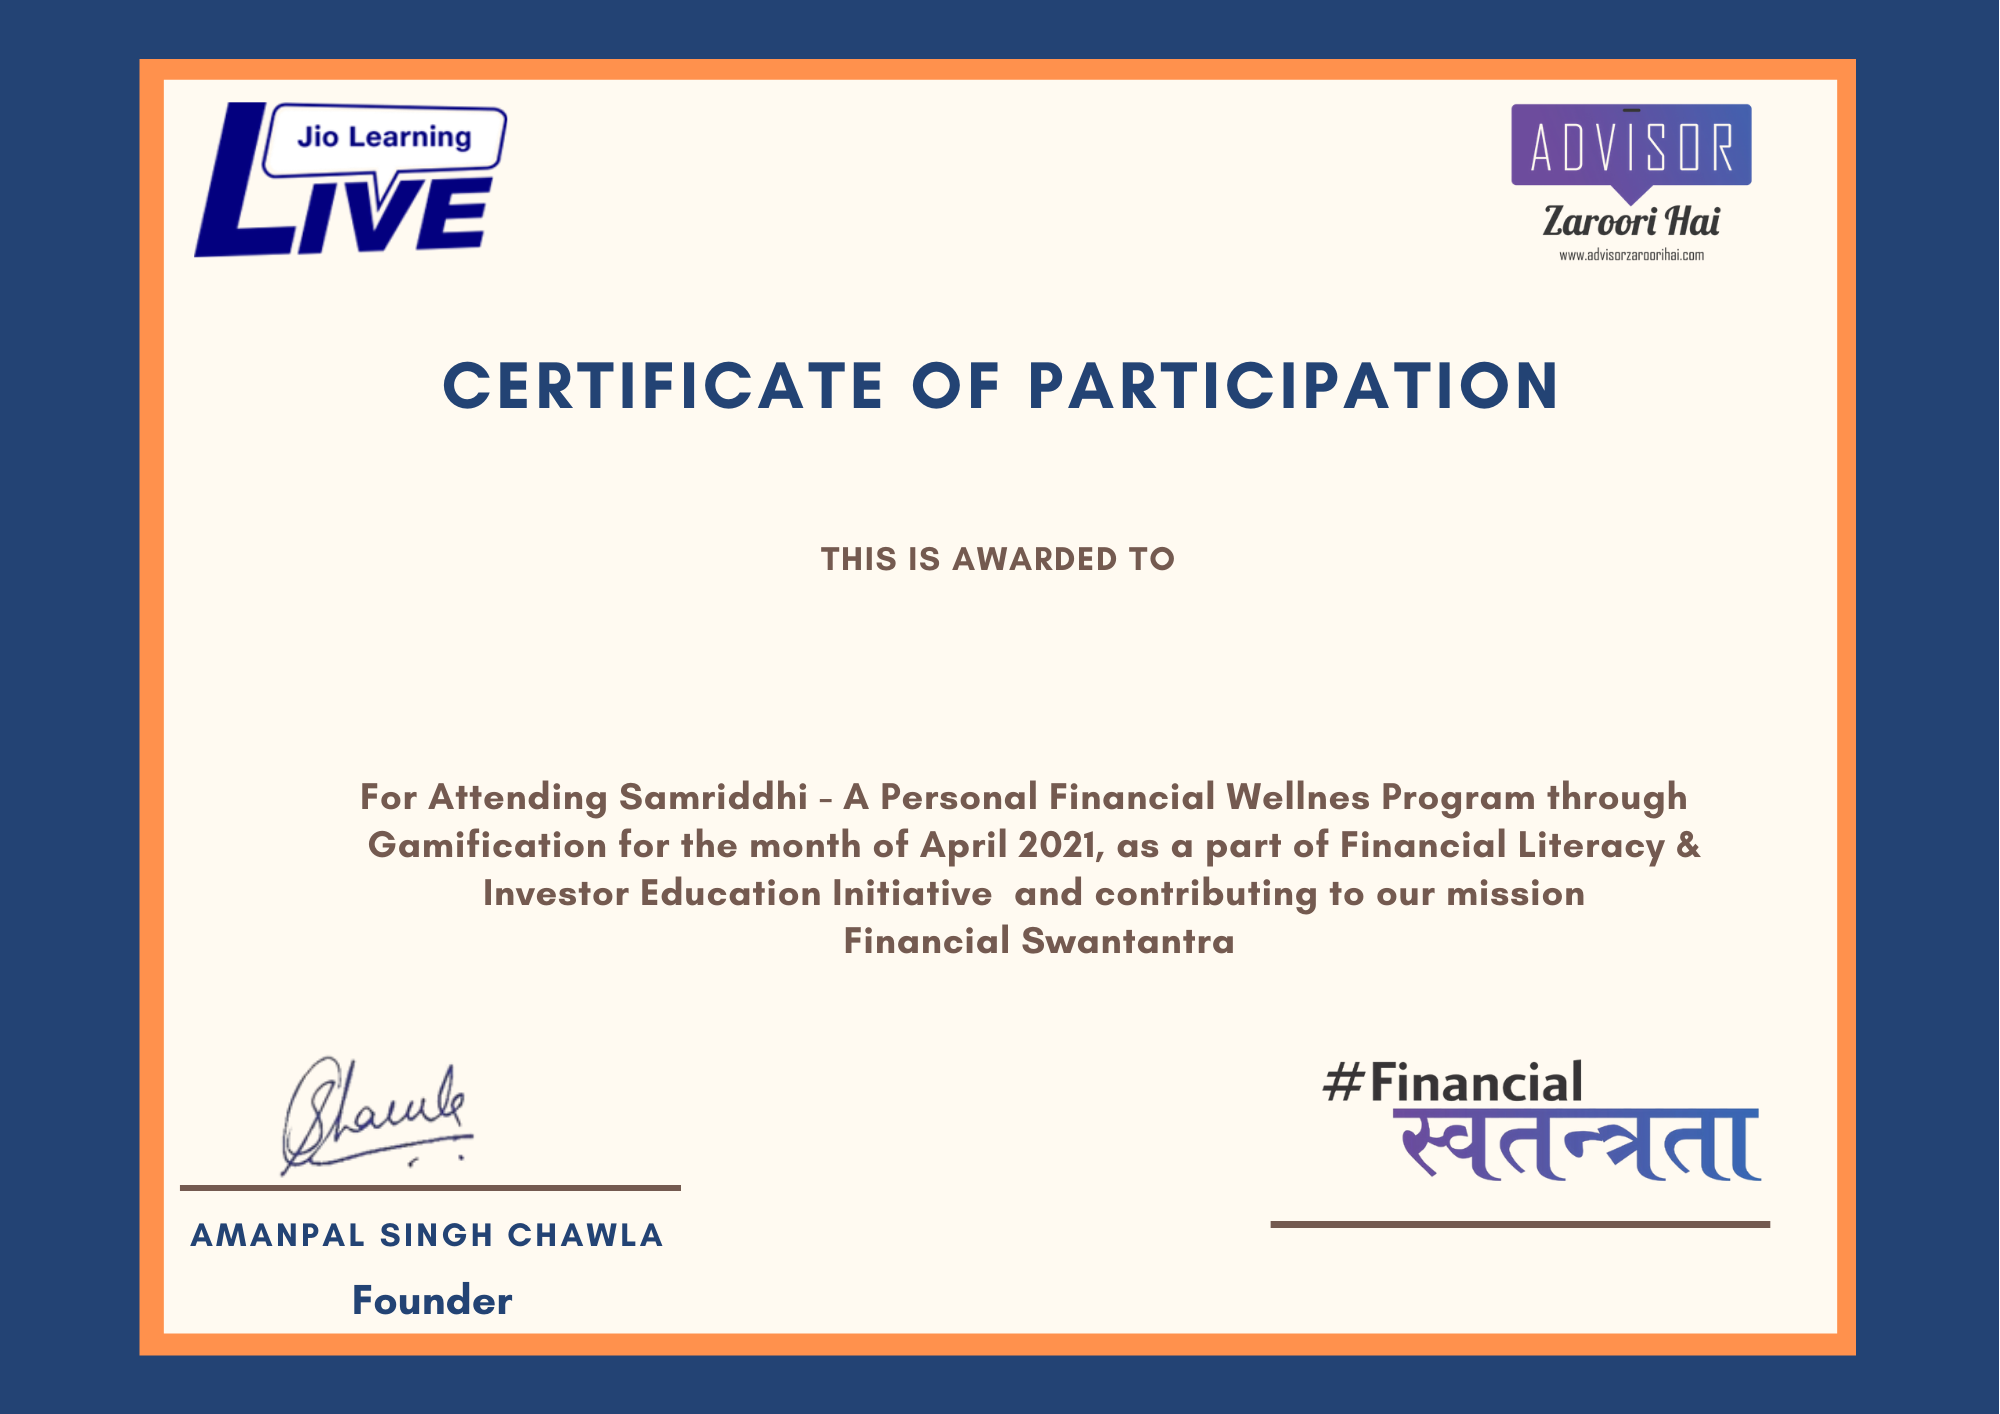 Jio Learning
LIVE
ADVISOR
Zaroori Hai
www.advisorzaroorihai.com
CERTIFICATE OF PARTICIPATION
THIS IS AWARDED TO
For Attending Samriddhi - A Personal Financial Wellnes Program through
Gamification for the month of April 2021, as a part of Financial Literacy &
Investor Education Initiative and contributing to our mission
Financial Swantantra
#Financial
स्वतन्त्रता
AMANPAL SINGH CHAWLA
Founder